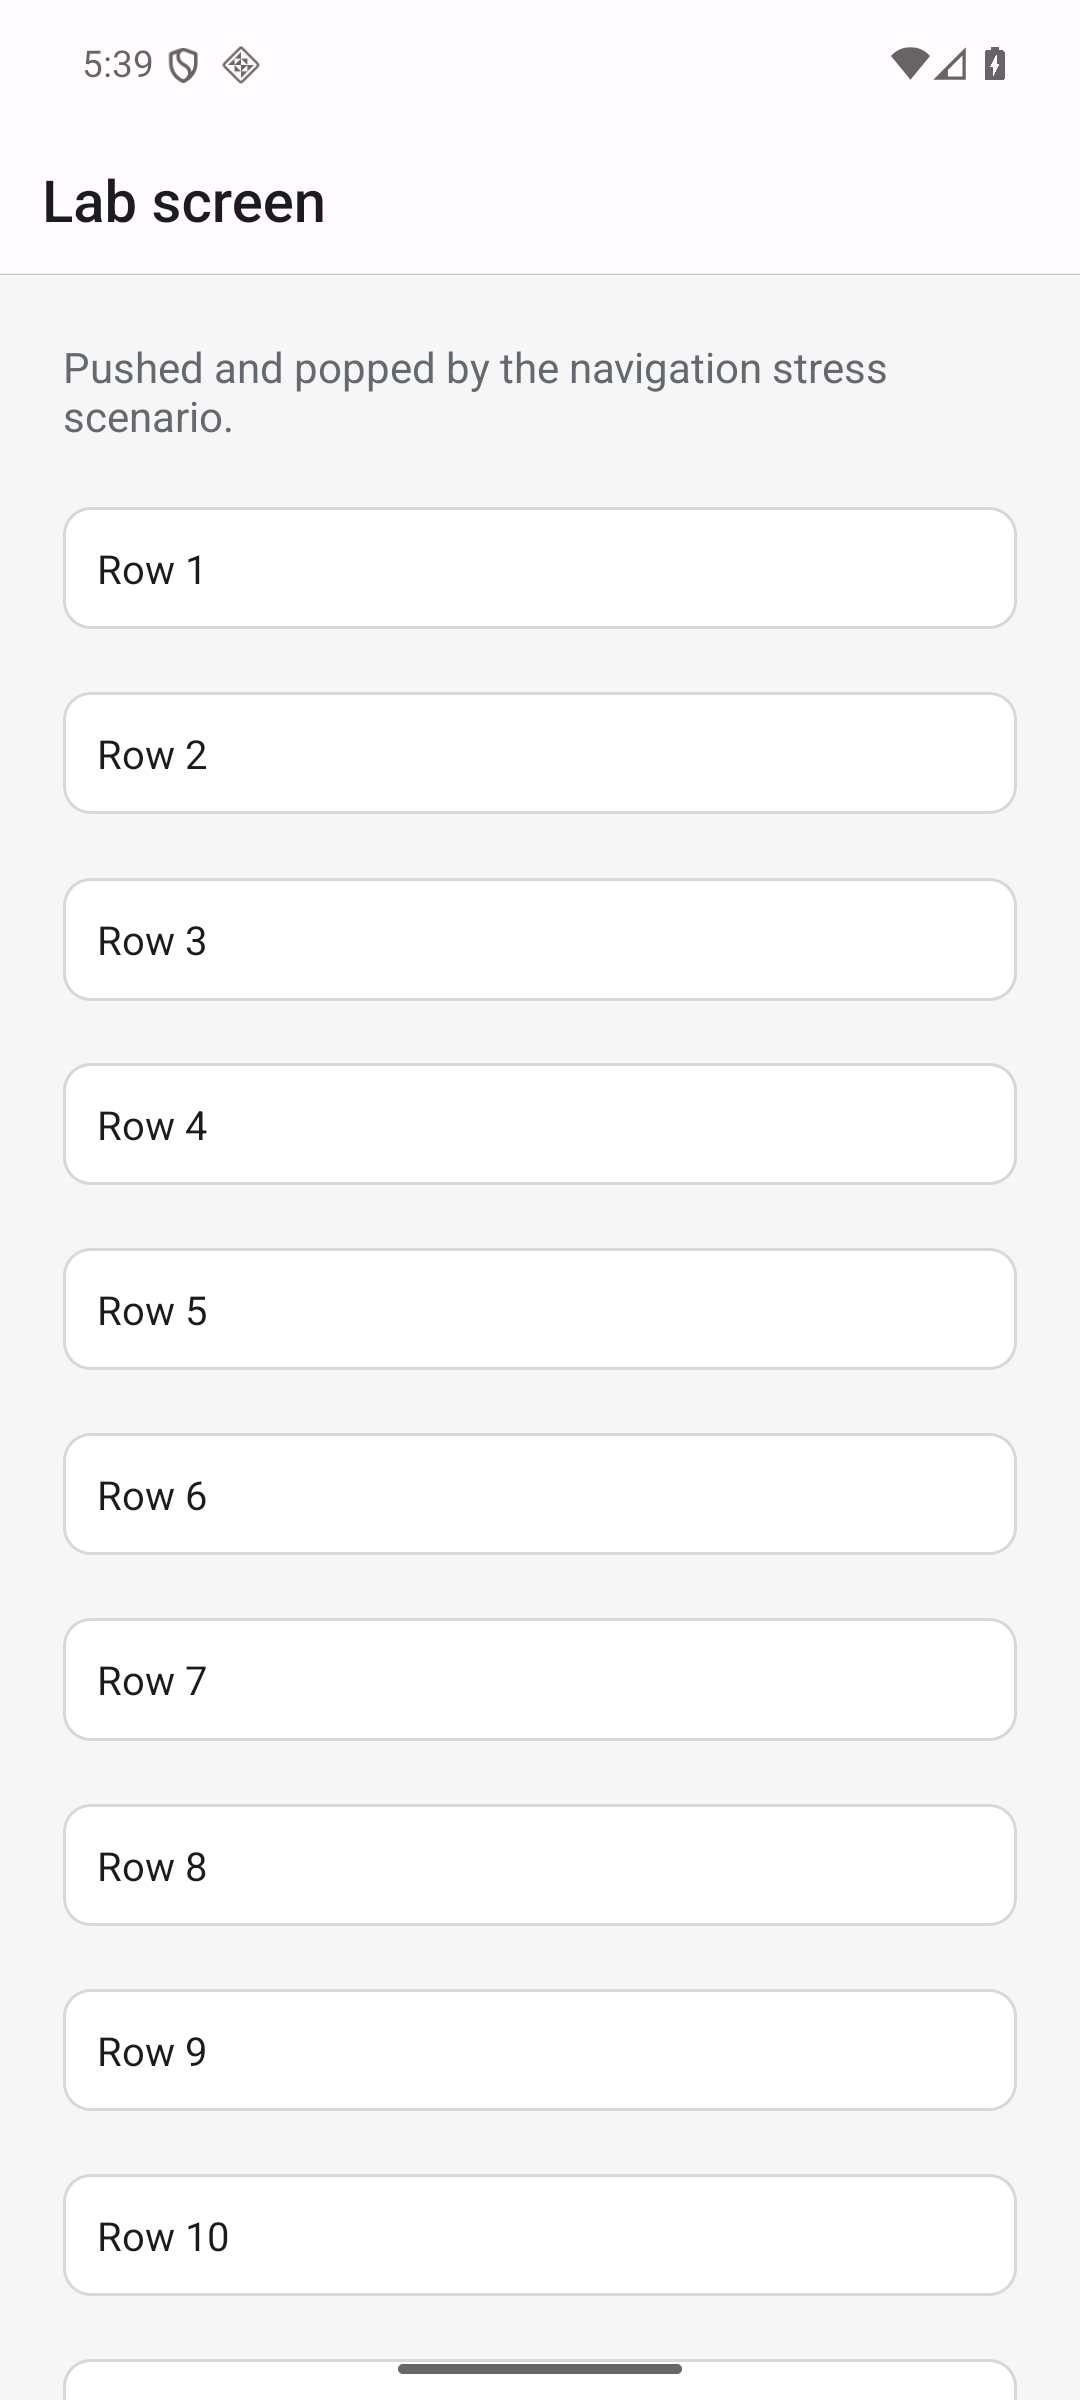 5:39
Lab screen
Pushed and popped by the navigation stress
scenario.
Row 1
Row 2
Row 3
Row 4
Row 5
Row 6
Row 7
Row 8
Row 9
Row 10